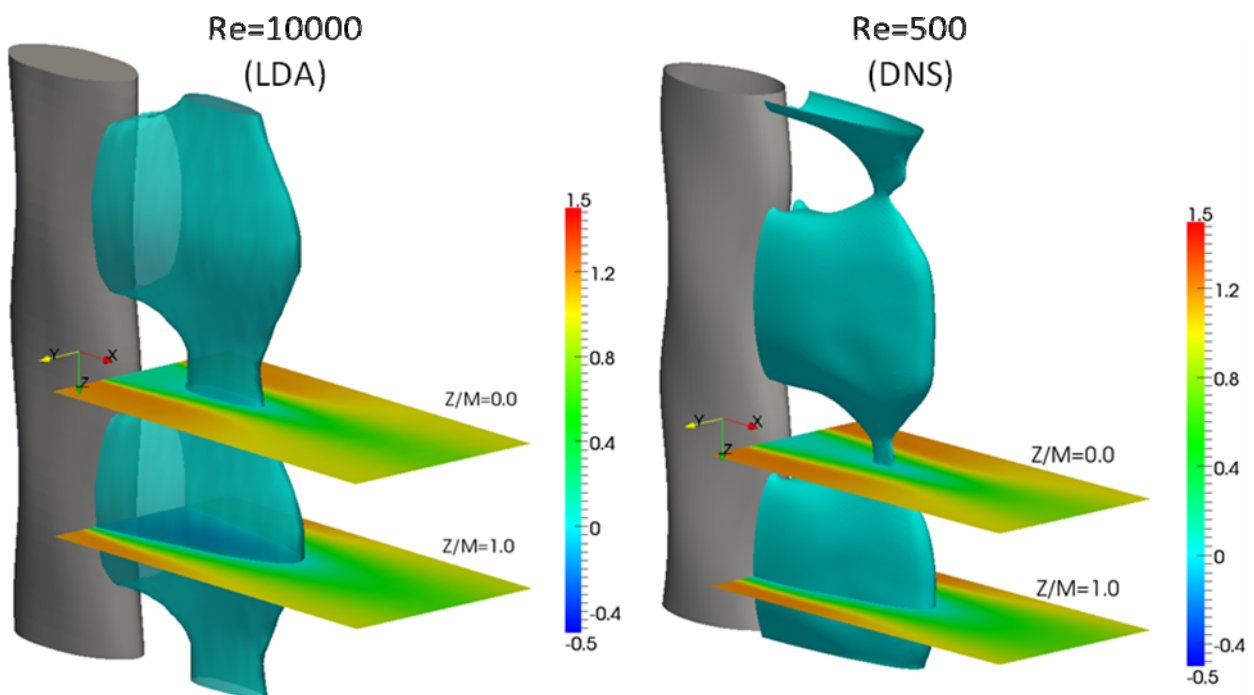 Re=10000
(LDA)
Y
X
Z
Z/M=0.0
Z/M=1.0
1.5
1.2
0.8
0.4
0
-0.4
-0.5
Re=500
(DNS)
Y
X
Z
Z/M=0.0
Z/M=1.0
1.5
1.2
0.8
0.4
0
-0.4
-0.5